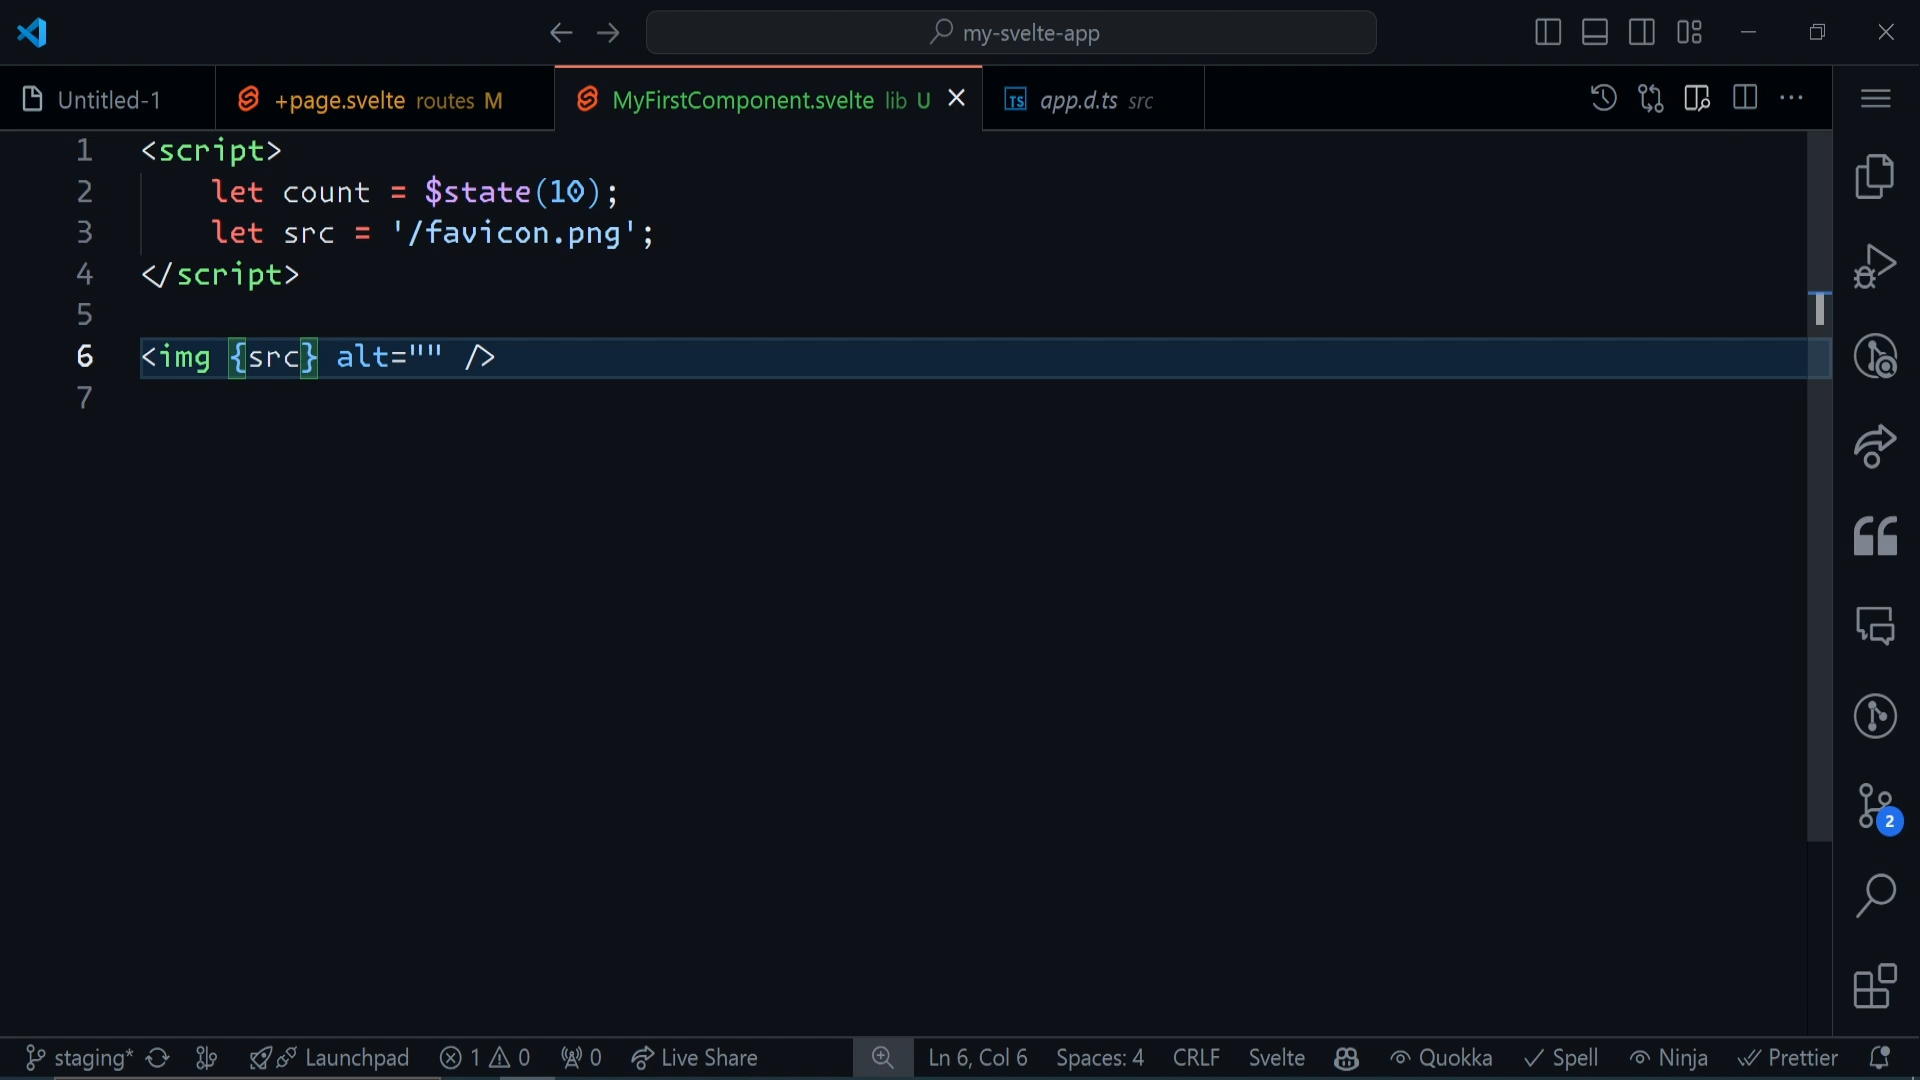 my-svelte-app
Untitled-1
+page.svelte routes M
MyFirstComponent.svelte lib U
TS app.d.ts src
1 <script>
2 let count = $state(10);
3 let src = '/favicon.png';
4 </script>
5
6 <img {src} alt="" />
7
2
staging* Launchpad 1 0 0 Live Share Ln 6, Col 6 Spaces: 4 CRLF Svelte Quokka Spell Ninja Prettier